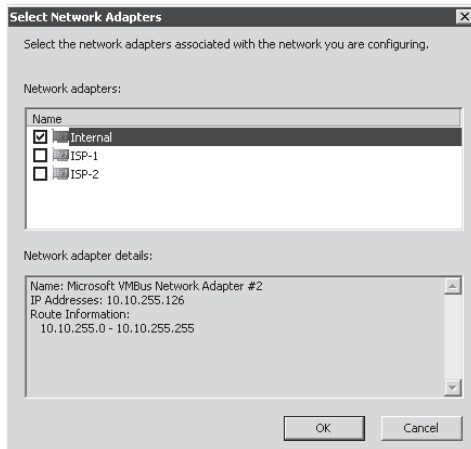 Select Network Adapters
Select the network adapters associated with the network you are configuring.
Network adapters:
Name
Internal
ISP-1
ISP-2
Network adapter details:
Name: Microsoft VMBus Network Adapter #2
IP Addresses: 10.10.255.126
Route Information:
10.10.255.0 - 10.10.255.255
OK Cancel